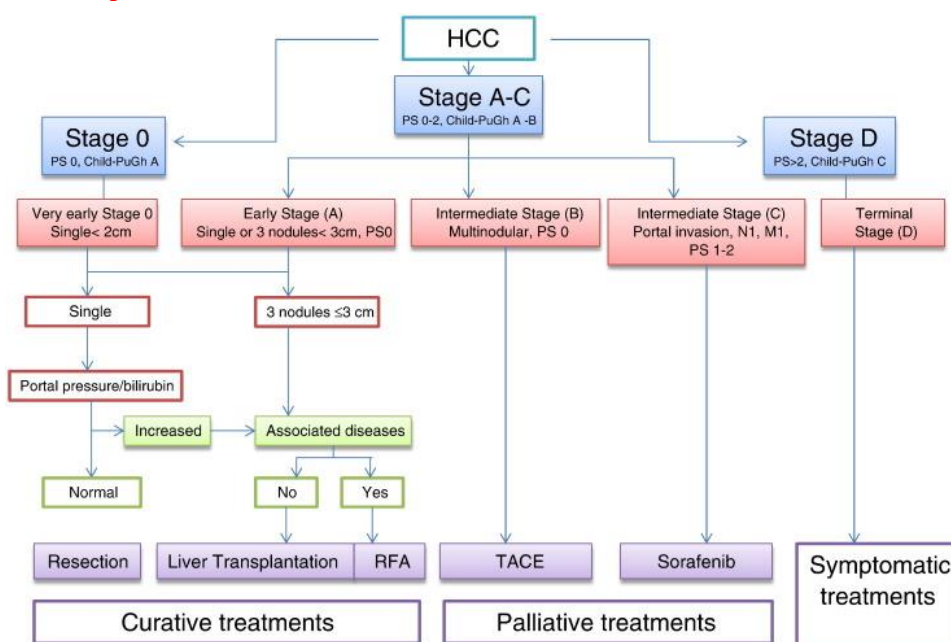 HCC
Stage A-C
PS 0-2, Child-PuGh A -B
Stage 0
PS 0, Child-PuGh A
Stage D
PS>2, Child-PuGh C
Very early Stage 0
Single< 2cm
Early Stage (A)
Single or 3 nodules< 3cm, PS0
Intermediate Stage (B)
Multinodular, PS 0
Intermediate Stage (C)
Portal invasion, N1, M1,
PS 1-2
Terminal
Stage (D)
Single
3 nodules ≤3 cm
Portal pressure/bilirubin
Increased
Associated diseases
Normal
No
Yes
Resection
Liver Transplantation
RFA
TACE
Sorafenib
Symptomatic
treatments
Curative treatments
Palliative treatments